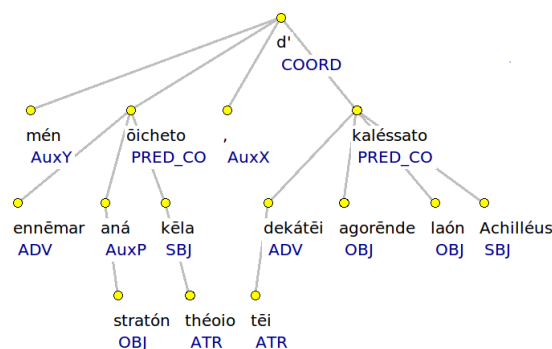 d'
COORD
mén ōicheto , kaléssato
AuxY PRED_CO AuxX PRED_CO
ennēmar aná kēla dekátēi agorēnde laón Achilléus
ADV AuxP SBJ ADV OBJ OBJ SBJ
stratón théoio tēi
OBJ ATR ATR